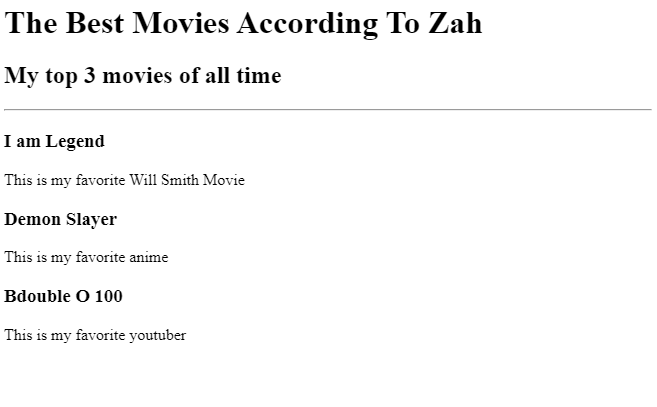 The Best Movies According To Zah
My top 3 movies of all time
I am Legend
This is my favorite Will Smith Movie
Demon Slayer
This is my favorite anime
Bdouble O 100
This is my favorite youtuber